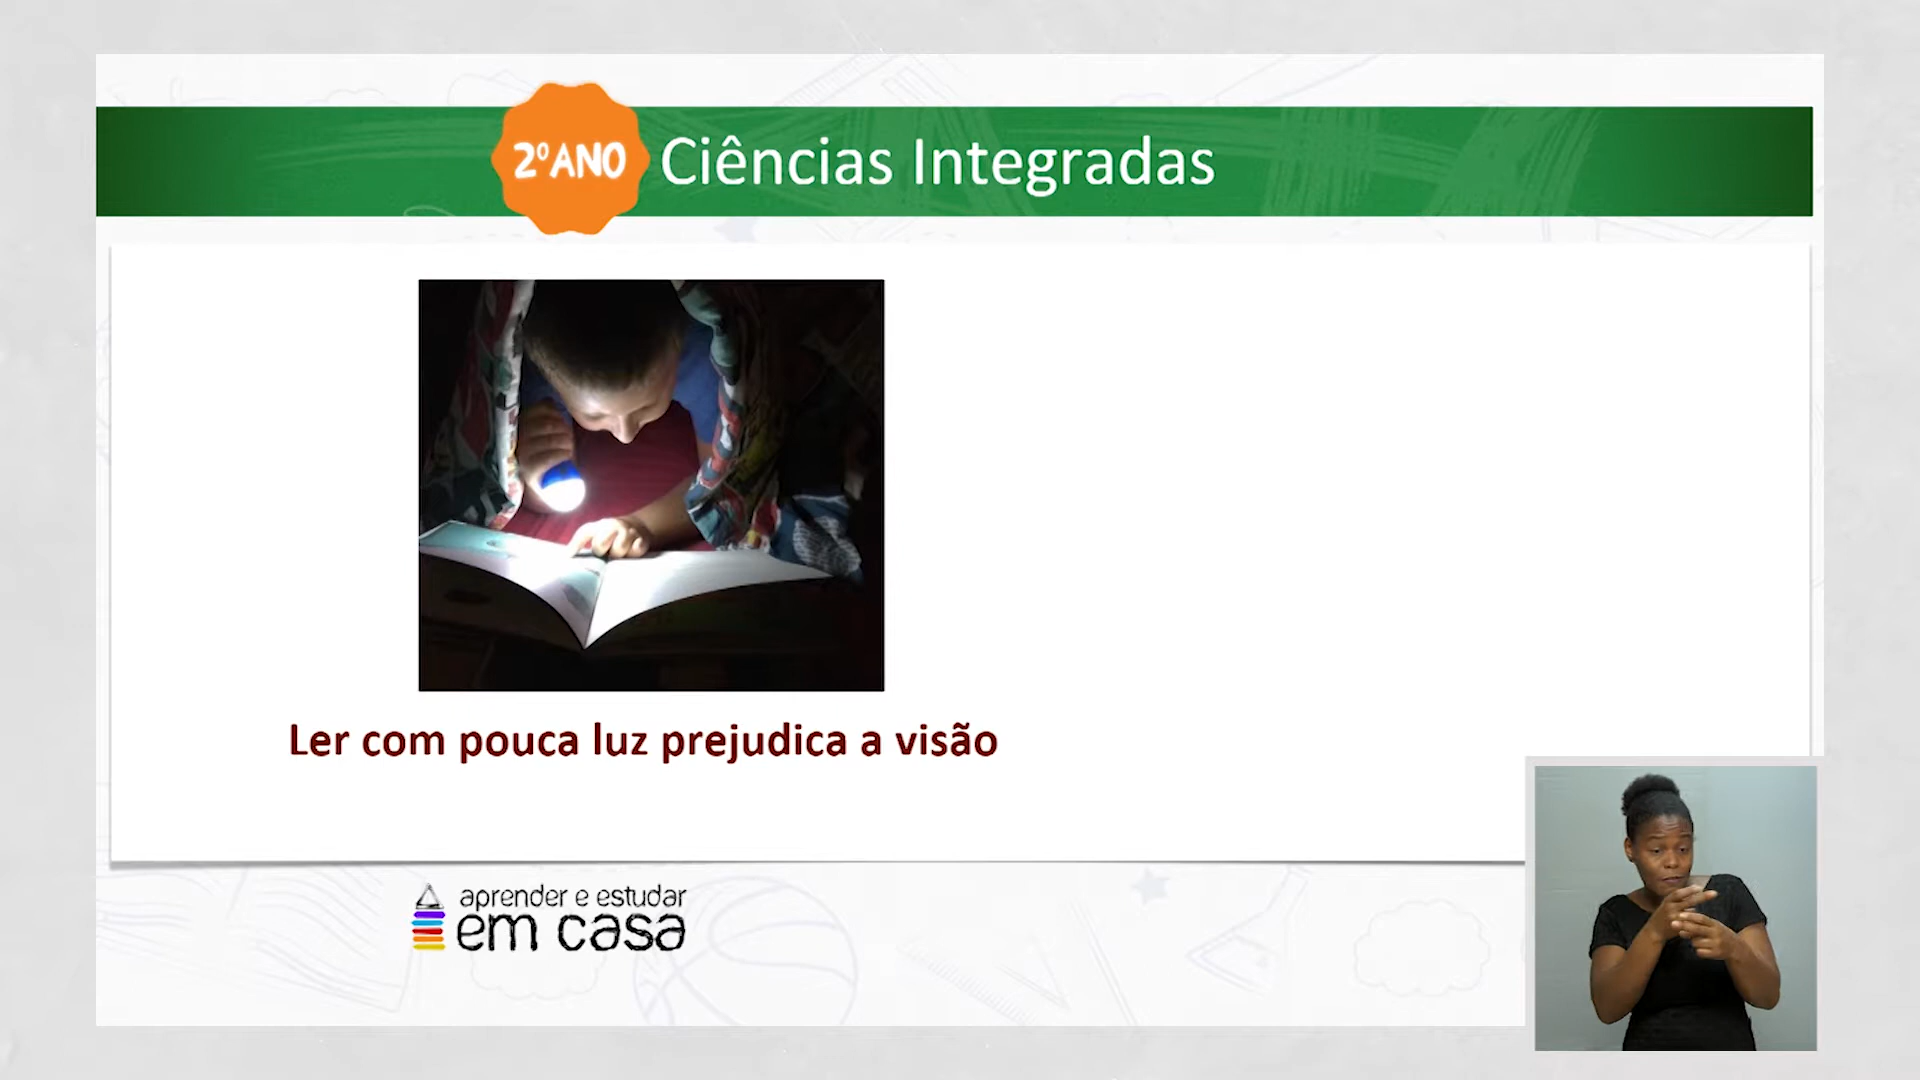 2ºANO
Ciências Integradas
Ler com pouca luz prejudica a visão
aprender e estudar
em casa